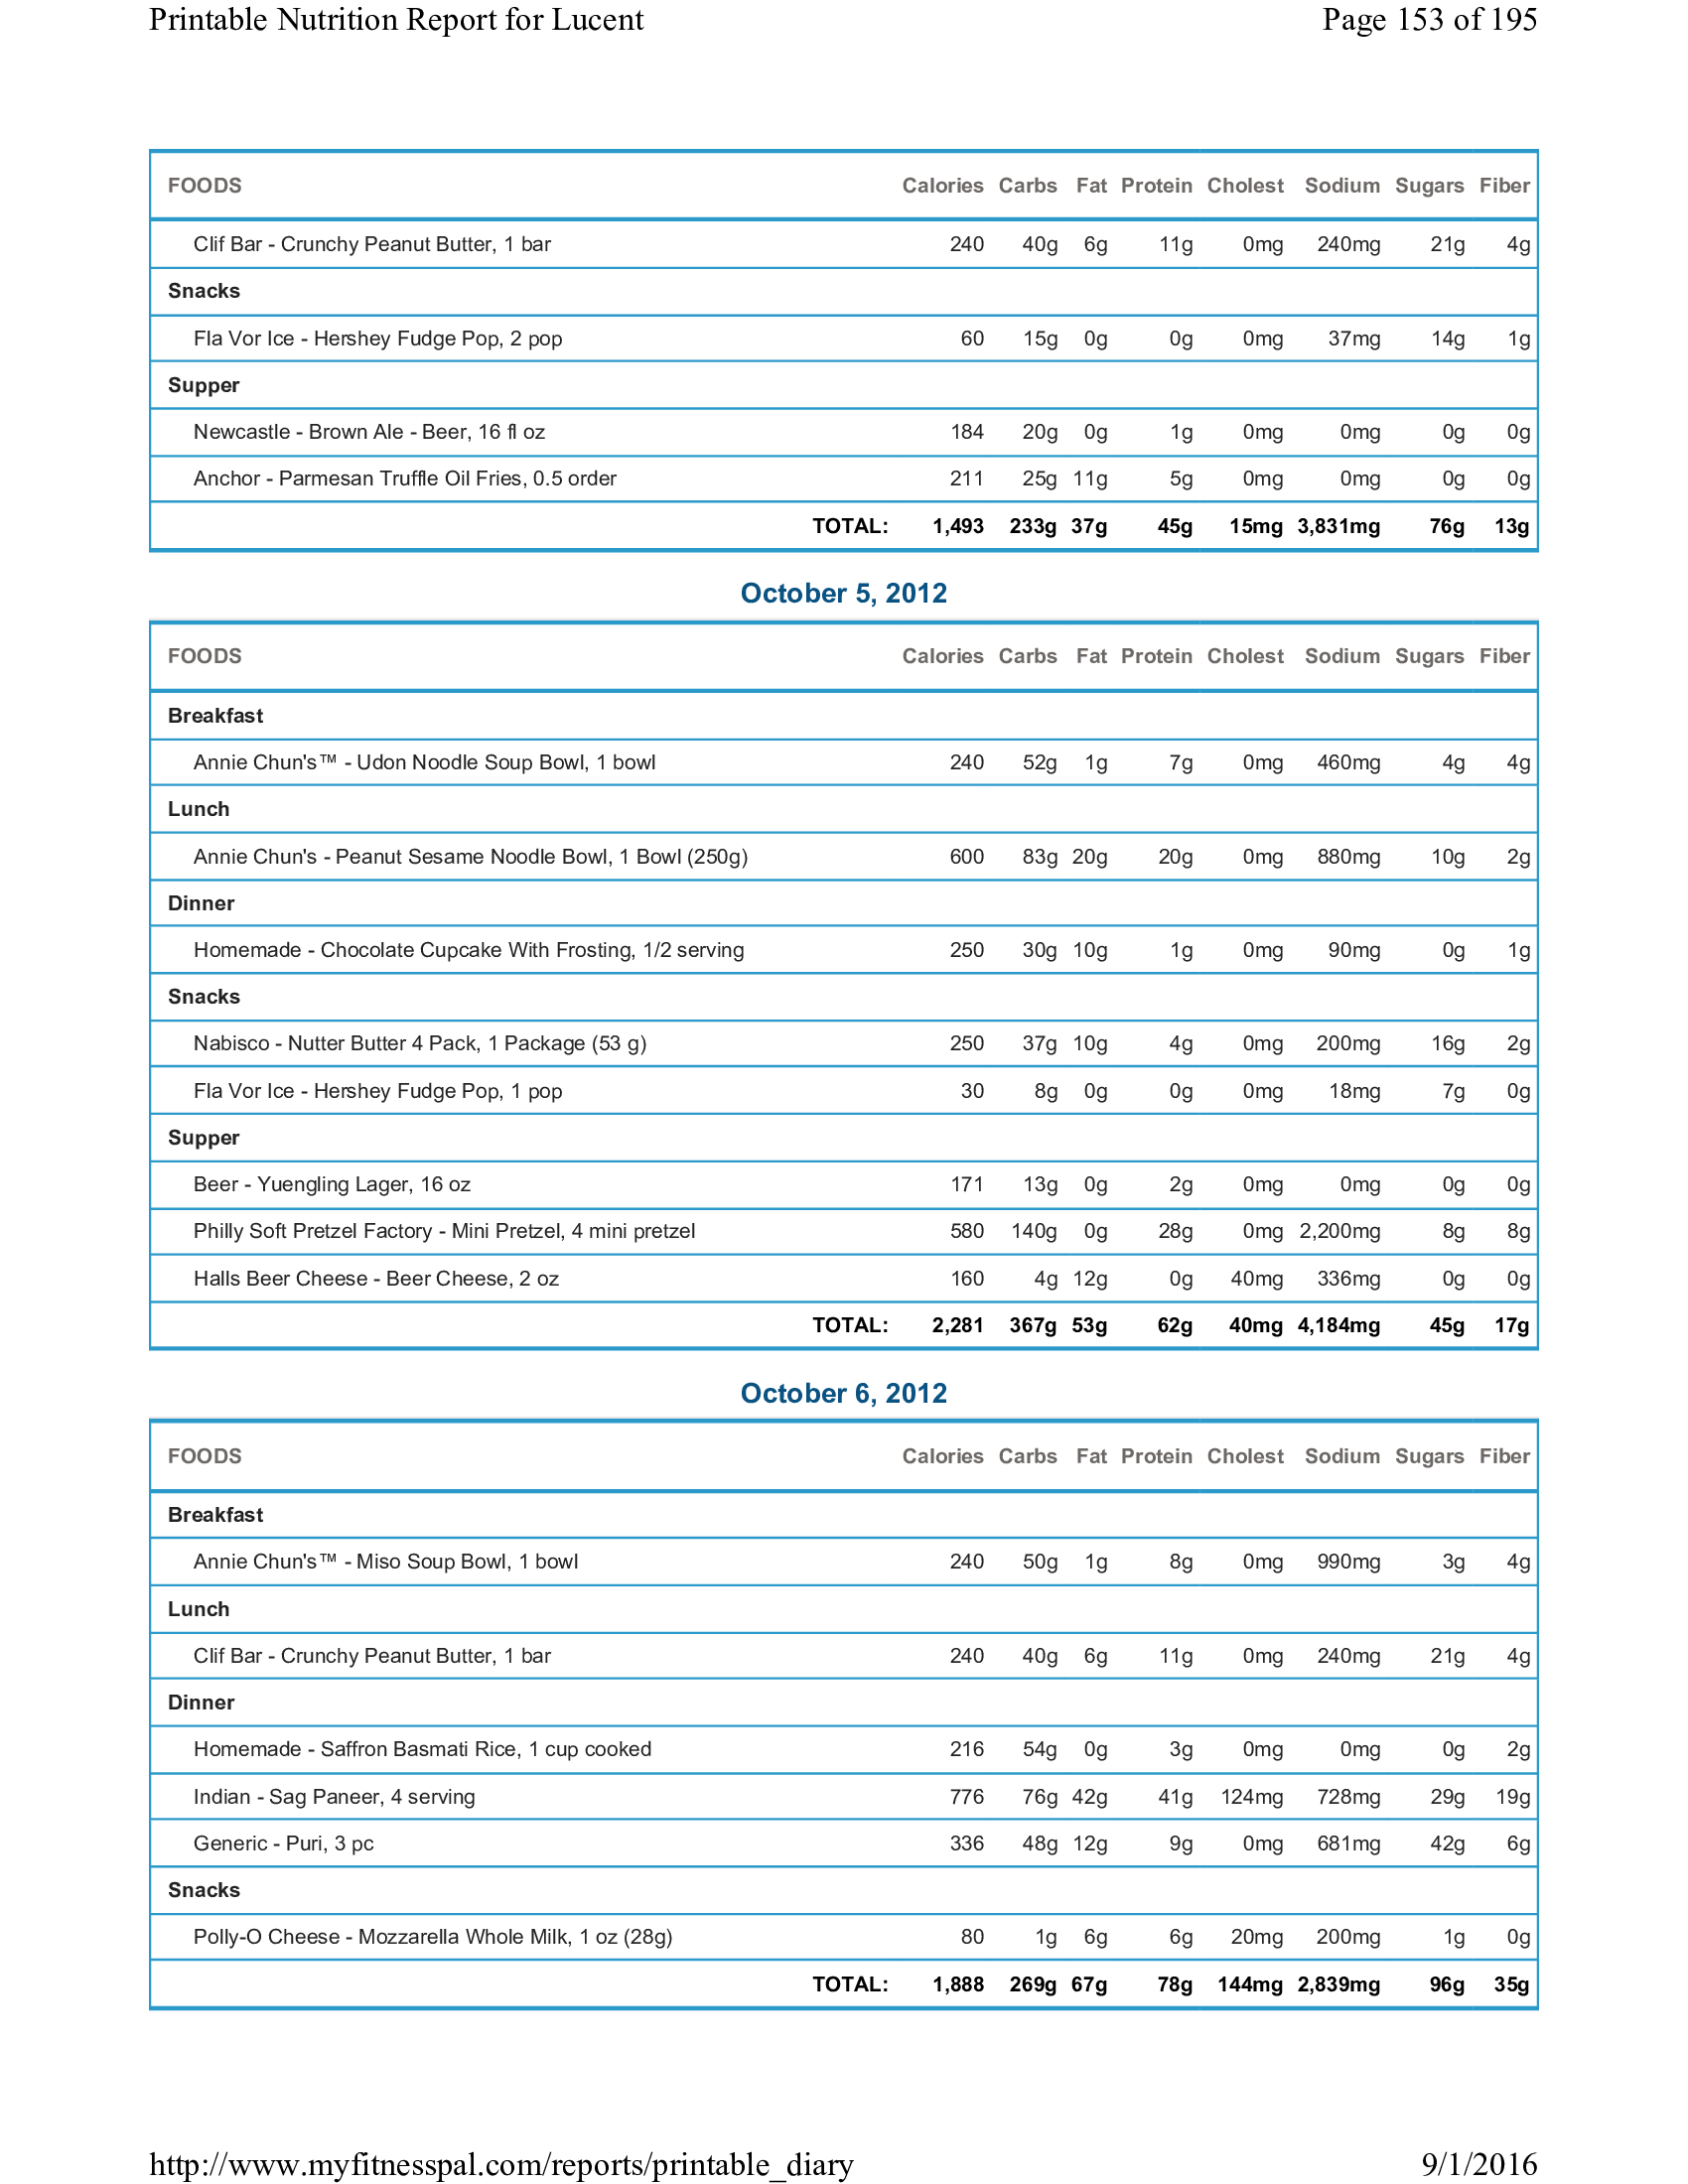 Printable Nutrition Report for Lucent Page 153 of 195
FOODS Calories Carbs Fat Protein Cholest Sodium Sugars Fiber
Clif Bar - Crunchy Peanut Butter, 1 bar 240 40g 6g 11g 0mg 240mg 21g 4g
Snacks
Fla Vor Ice - Hershey Fudge Pop, 2 pop 60 15g 0g 0g 0mg 37mg 14g 1g
Supper
Newcastle - Brown Ale - Beer, 16 fl oz 184 20g 0g 1g 0mg 0mg 0g 0g
Anchor - Parmesan Truffle Oil Fries, 0.5 order 211 25g 11g 5g 0mg 0mg 0g 0g
TOTAL: 1,493 233g 37g 45g 15mg 3,831mg 76g 13g
October 5, 2012
FOODS Calories Carbs Fat Protein Cholest Sodium Sugars Fiber
Breakfast
Annie Chun's™ - Udon Noodle Soup Bowl, 1 bowl 240 52g 1g 7g 0mg 460mg 4g 4g
Lunch
Annie Chun's - Peanut Sesame Noodle Bowl, 1 Bowl (250g) 600 83g 20g 20g 0mg 880mg 10g 2g
Dinner
Homemade - Chocolate Cupcake With Frosting, 1/2 serving 250 30g 10g 1g 0mg 90mg 0g 1g
Snacks
Nabisco - Nutter Butter 4 Pack, 1 Package (53 g) 250 37g 10g 4g 0mg 200mg 16g 2g
Fla Vor Ice - Hershey Fudge Pop, 1 pop 30 8g 0g 0g 0mg 18mg 7g 0g
Supper
Beer - Yuengling Lager, 16 oz 171 13g 0g 2g 0mg 0mg 0g 0g
Philly Soft Pretzel Factory - Mini Pretzel, 4 mini pretzel 580 140g 0g 28g 0mg 2,200mg 8g 8g
Halls Beer Cheese - Beer Cheese, 2 oz 160 4g 12g 0g 40mg 336mg 0g 0g
TOTAL: 2,281 367g 53g 62g 40mg 4,184mg 45g 17g
October 6, 2012
FOODS Calories Carbs Fat Protein Cholest Sodium Sugars Fiber
Breakfast
Annie Chun's™ - Miso Soup Bowl, 1 bowl 240 50g 1g 8g 0mg 990mg 3g 4g
Lunch
Clif Bar - Crunchy Peanut Butter, 1 bar 240 40g 6g 11g 0mg 240mg 21g 4g
Dinner
Homemade - Saffron Basmati Rice, 1 cup cooked 216 54g 0g 3g 0mg 0mg 0g 2g
Indian - Sag Paneer, 4 serving 776 76g 42g 41g 124mg 728mg 29g 19g
Generic - Puri, 3 pc 336 48g 12g 9g 0mg 681mg 42g 6g
Snacks
Polly-O Cheese - Mozzarella Whole Milk, 1 oz (28g) 80 1g 6g 6g 20mg 200mg 1g 0g
TOTAL: 1,888 269g 67g 78g 144mg 2,839mg 96g 35g
http://www.myfitnesspal.com/reports/printable_diary 9/1/2016